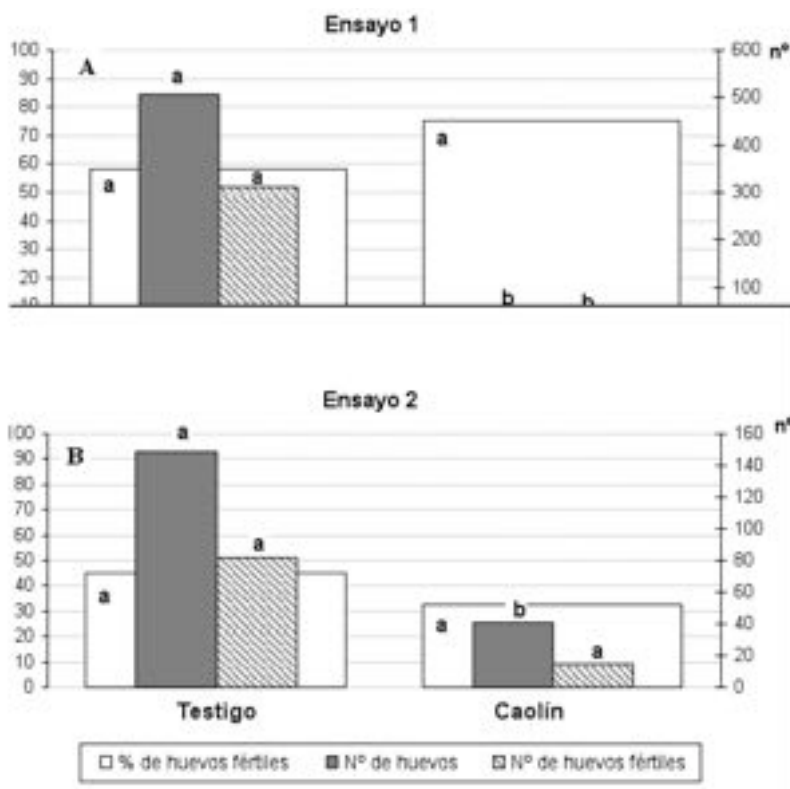 Ensayo 1
100 600 nº
A a
90 500
80
70 a 400
60
a a
50 300
40
30 200
20 100
b b
10
Ensayo 2
100 160 nº
a
90 B 140
80 120
70
60 100
a
50 80
40 60
a a b
30 40
20 a
10 20
0 0
Testigo Caolín
% de huevos fértiles Nº de huevos Nº de huevos fértiles